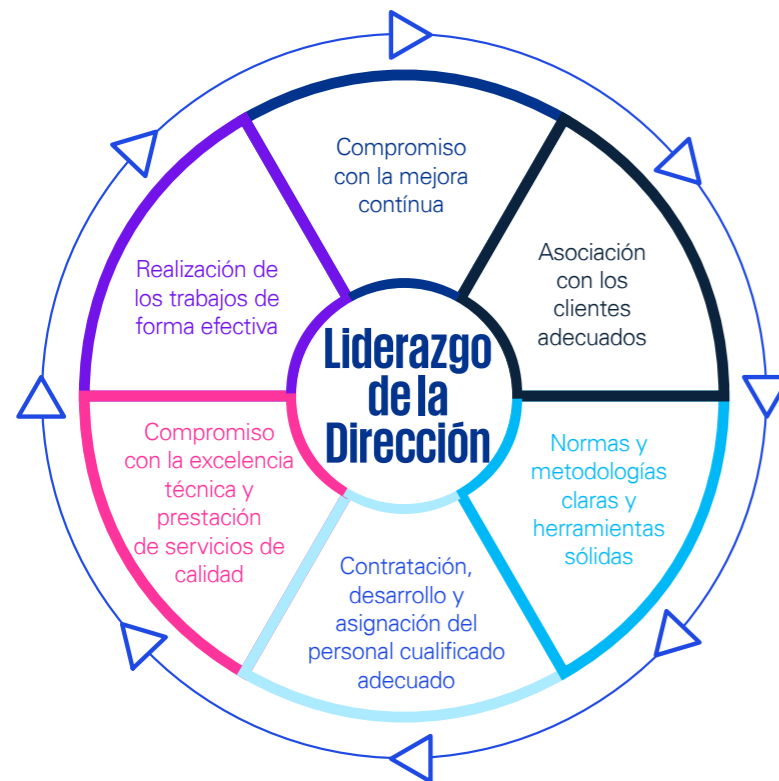 Compromiso
con la mejora
contínua
Asociación
con los
clientes
adecuados
Normas y
metodologías
claras y
herramientas
sólidas
Contratación,
desarrollo y
asignación del
personal cualificado
adecuado
Compromiso
con la excelencia
técnica y
prestación
de servicios de
calidad
Realización de
los trabajos de
forma efectiva
Liderazgo
de la
Dirección